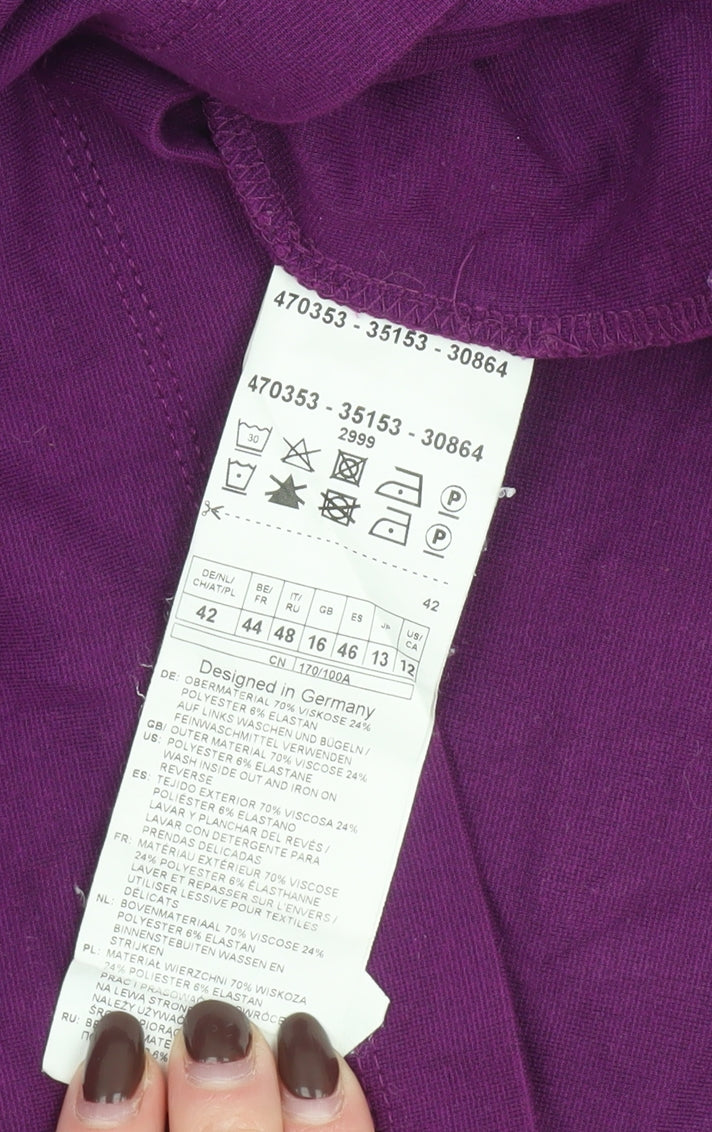 470353 - 35153 - 30864
470353 - 35153 - 30864
2999
30
P
P
42
DE/NL/ CH/AT/PL BE/ FR IT/ RU GB ES JP US/ CA
42 44 48 16 46 13 12
CN 170/100A
Designed in Germany
DE: OBERMATERIAL 70% VISKOSE 24%
POLYESTER 6% ELASTAN
AUF LINKS WASCHEN UND BÜGELN /
FEINWASCHMITTEL VERWENDEN
GB/ US: OUTER MATERIAL 70% VISCOSE 24%
POLYESTER 6% ELASTANE
WASH INSIDE OUT AND IRON ON
REVERSE
ES: TEJIDO EXTERIOR 70% VISCOSA 24%
POLIÉSTER 6% ELASTANO
LAVAR Y PLANCHAR DEL REVÉS /
LAVAR CON DETERGENTE PARA
PRENDAS DELICADAS
FR: MATÉRIAU EXTÉRIEUR 70% VISCOSE
24% POLYESTER 6% ÉLASTHANNE
LAVER ET REPASSER SUR L'ENVERS /
UTILISER LESSIVE POUR TEXTILES
DÉLICATS
NL: BOVENMATERIAAL 70% VISCOSE 24%
POLYESTER 6% ELASTAN
BINNENSTEBUITEN WASSEN EN
STRIJKEN
PL: MATERIAŁ WIERZCHNI 70% WISKOZA
24% POLIESTER 6% ELASTAN
PRAĆ I PRASOWAĆ
NA LEWĄ STRONĘ
NALEŻY UŻYWAĆ
RU:
6%